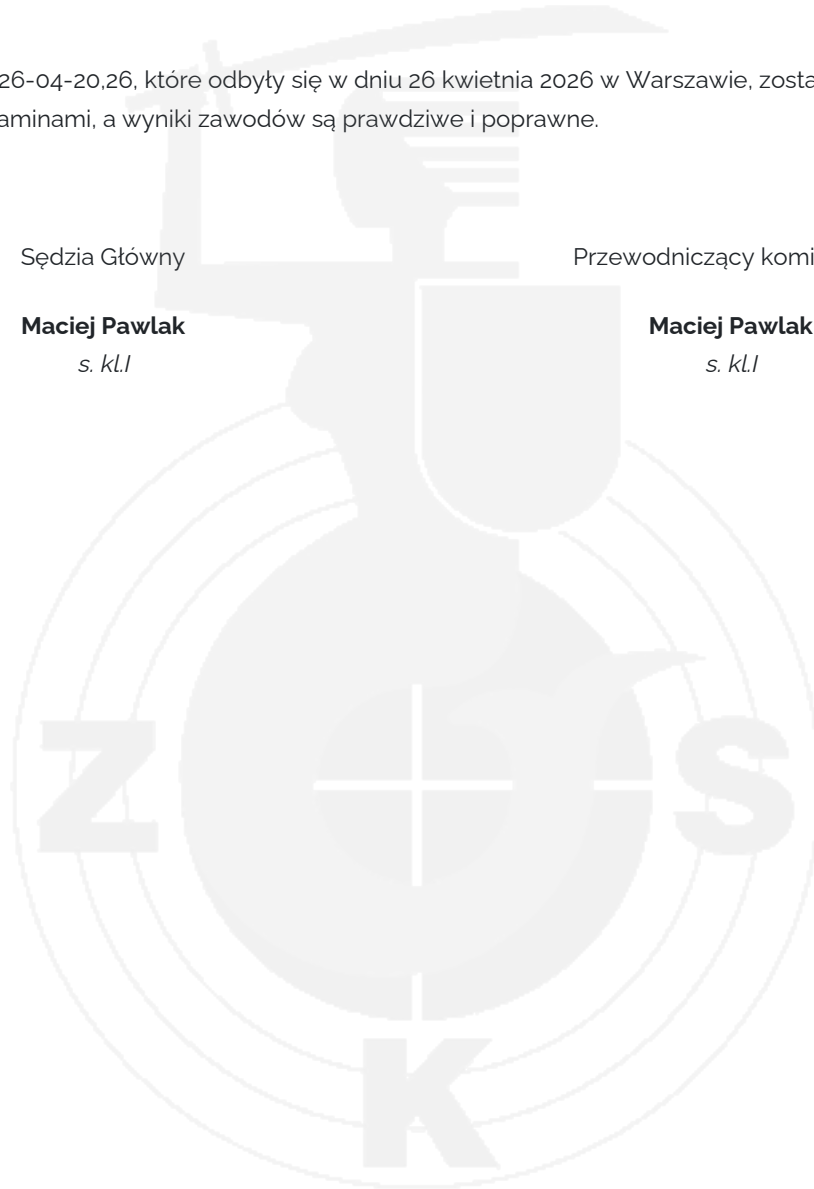 26-04-20,26, które odbyły się w dniu 26 kwietnia 2026 w Warszawie, zosta
aminami, a wyniki zawodów są prawdziwe i poprawne.
Sędzia Główny
Przewodniczący komi
Maciej Pawlak
Maciej Pawlak
s. kl.I
s. kl.I
Z
S
K